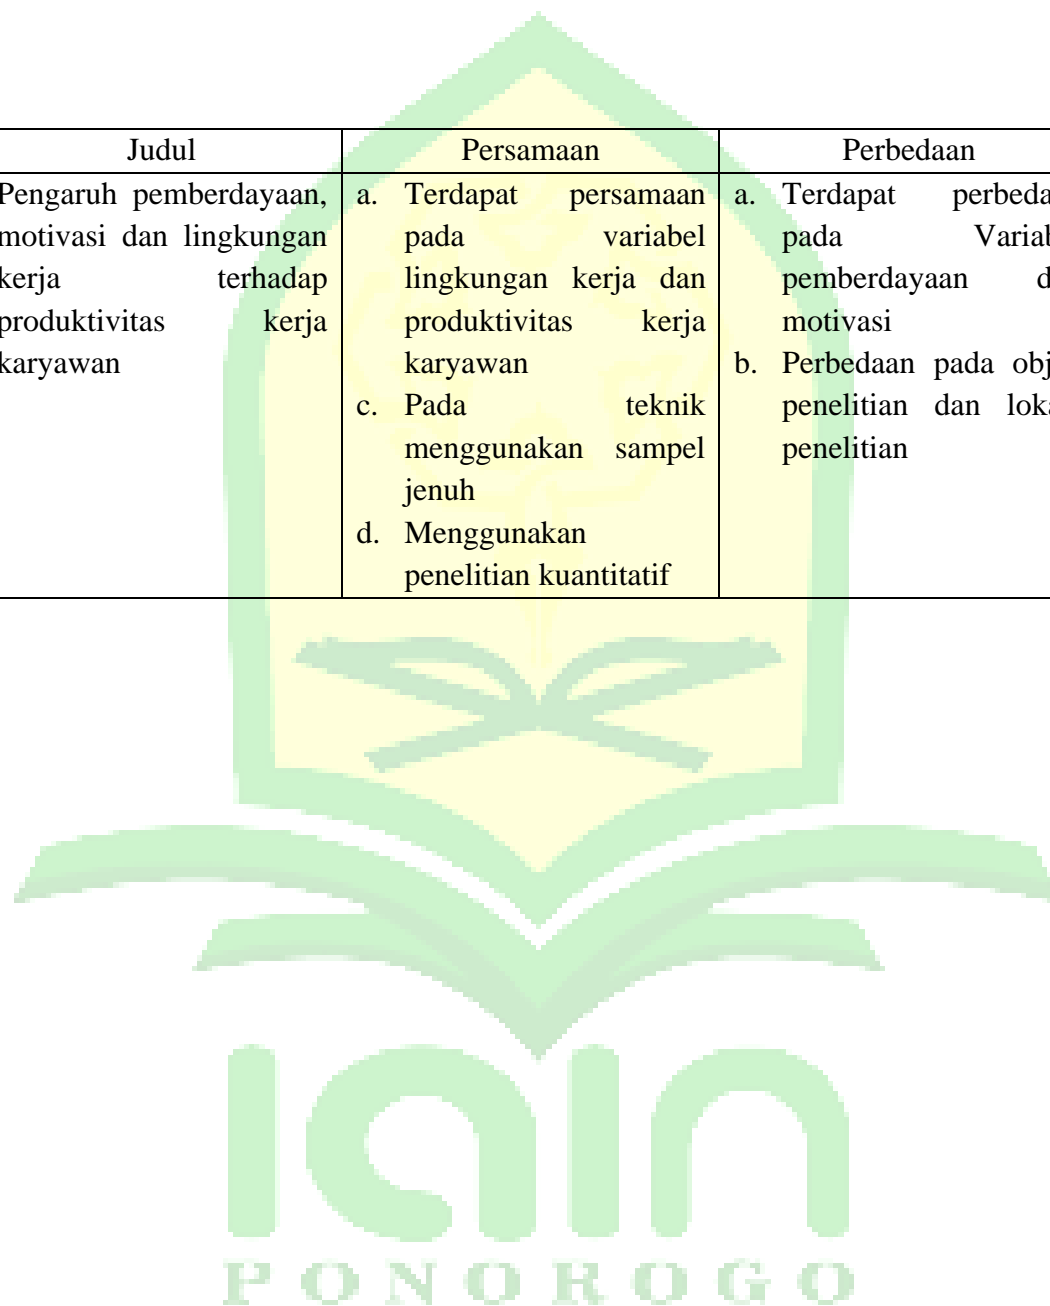 Judul
Persamaan
Perbedaan
Pengaruh pemberdayaan,
motivasi dan lingkungan
kerja terhadap
produktivitas kerja
karyawan
a. Terdapat persamaan
pada variabel
lingkungan kerja dan
produktivitas kerja
karyawan
c. Pada teknik
menggunakan sampel
jenuh
d. Menggunakan
penelitian kuantitatif
a. Terdapat
pada
pemberdayaan
motivasi
b. Perbedaan pada
penelitian dan
penelitian
iain
PONOROGO